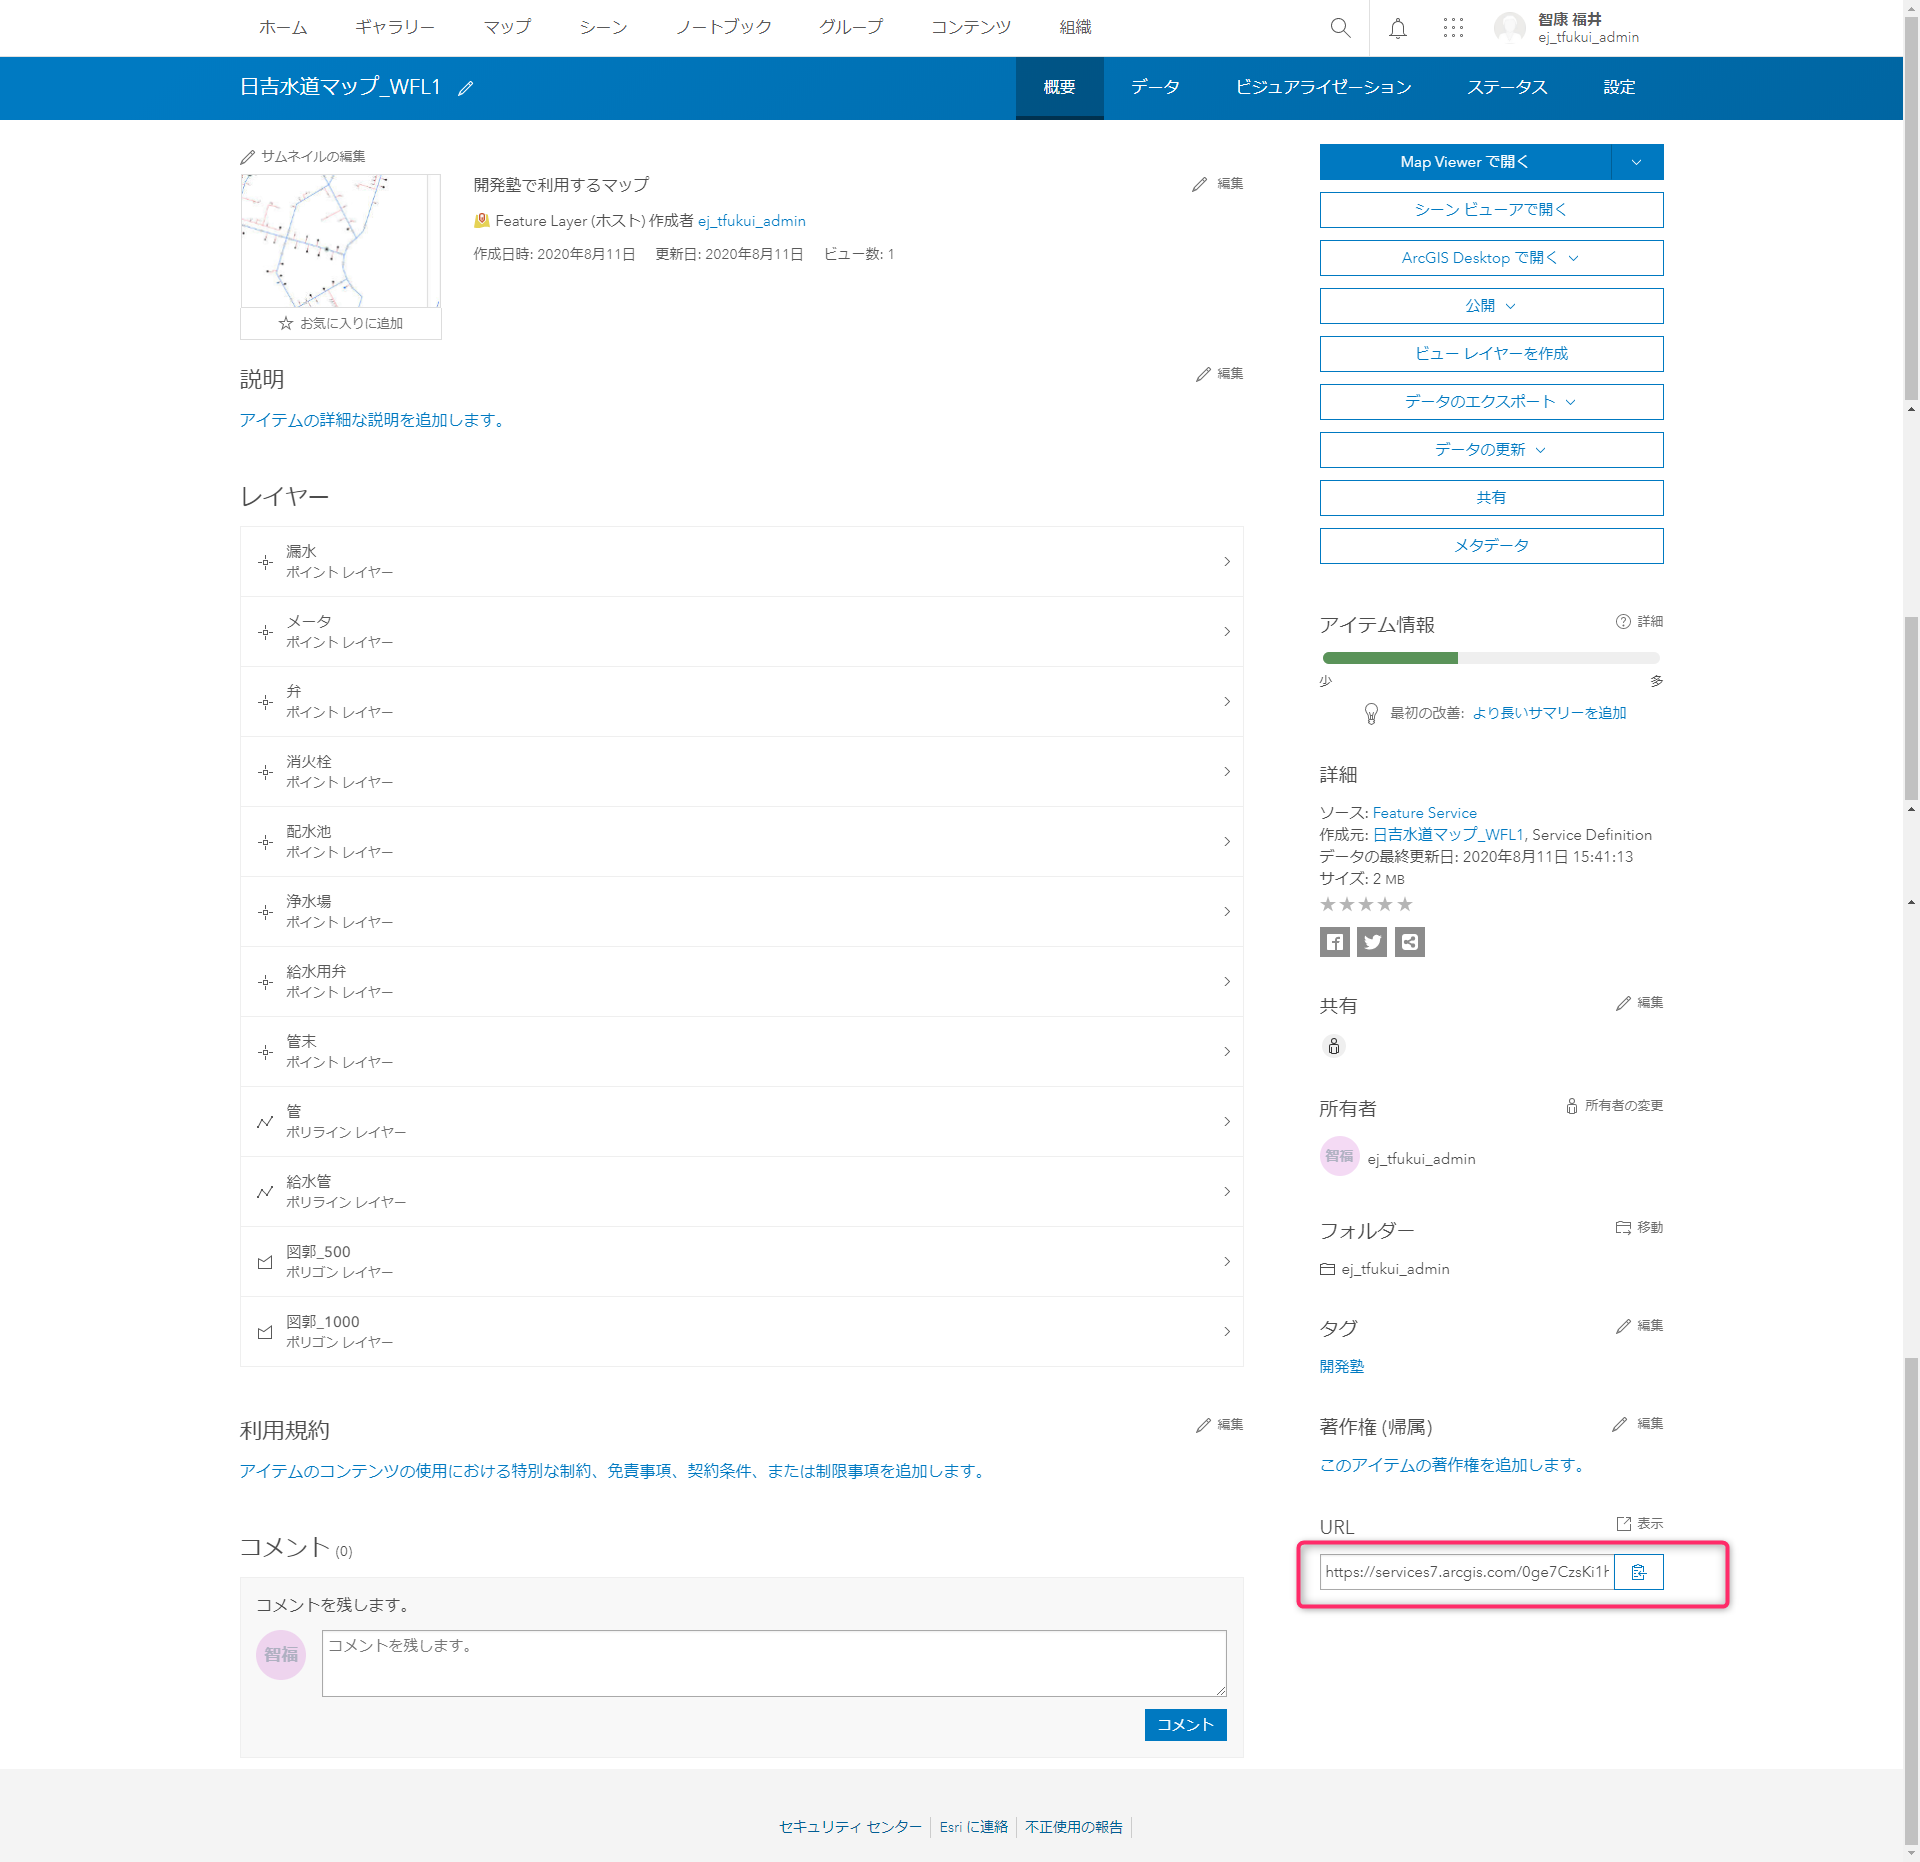 ホーム ギャラリー マップ シーン ノートブック グループ コンテンツ 組織
智康 福井
ej_tfukui_admin
日吉水道マップ_WFL1
概要 データ ビジュアライゼーション ステータス 設定
サムネイルの編集
お気に入りに追加
開発塾で利用するマップ
編集
Feature Layer (ホスト) 作成者 ej_tfukui_admin
作成日時: 2020年8月11日 更新日: 2020年8月11日 ビュー数: 1
説明
編集
アイテムの詳細な説明を追加します。
レイヤー
漏水
ポイント レイヤー
メータ
ポイント レイヤー
弁
ポイント レイヤー
消火栓
ポイント レイヤー
配水池
ポイント レイヤー
浄水場
ポイント レイヤー
給水用弁
ポイント レイヤー
管末
ポイント レイヤー
管
ポリライン レイヤー
給水管
ポリライン レイヤー
図郭_500
ポリゴン レイヤー
図郭_1000
ポリゴン レイヤー
利用規約
編集
アイテムのコンテンツの使用における特別な制約、免責事項、契約条件、または制限事項を追加します。
コメント (0)
コメントを残します。
智福
コメントを残します。
コメント
Map Viewer で開く
シーン ビューアで開く
ArcGIS Desktop で開く
公開
ビュー レイヤーを作成
データのエクスポート
データの更新
共有
メタデータ
アイテム情報
詳細
少 多
最初の改善: より長いサマリーを追加
詳細
ソース: Feature Service
作成元: 日吉水道マップ_WFL1, Service Definition
データの最終更新日: 2020年8月11日 15:41:13
サイズ: 2 MB
共有
編集
所有者
所有者の変更
智福
ej_tfukui_admin
フォルダー
移動
ej_tfukui_admin
タグ
編集
開発塾
著作権 (帰属)
編集
このアイテムの著作権を追加します。
URL
表示
https://services7.arcgis.com/0ge7CzsKi1
セキュリティ センター Esri に連絡 不正使用の報告